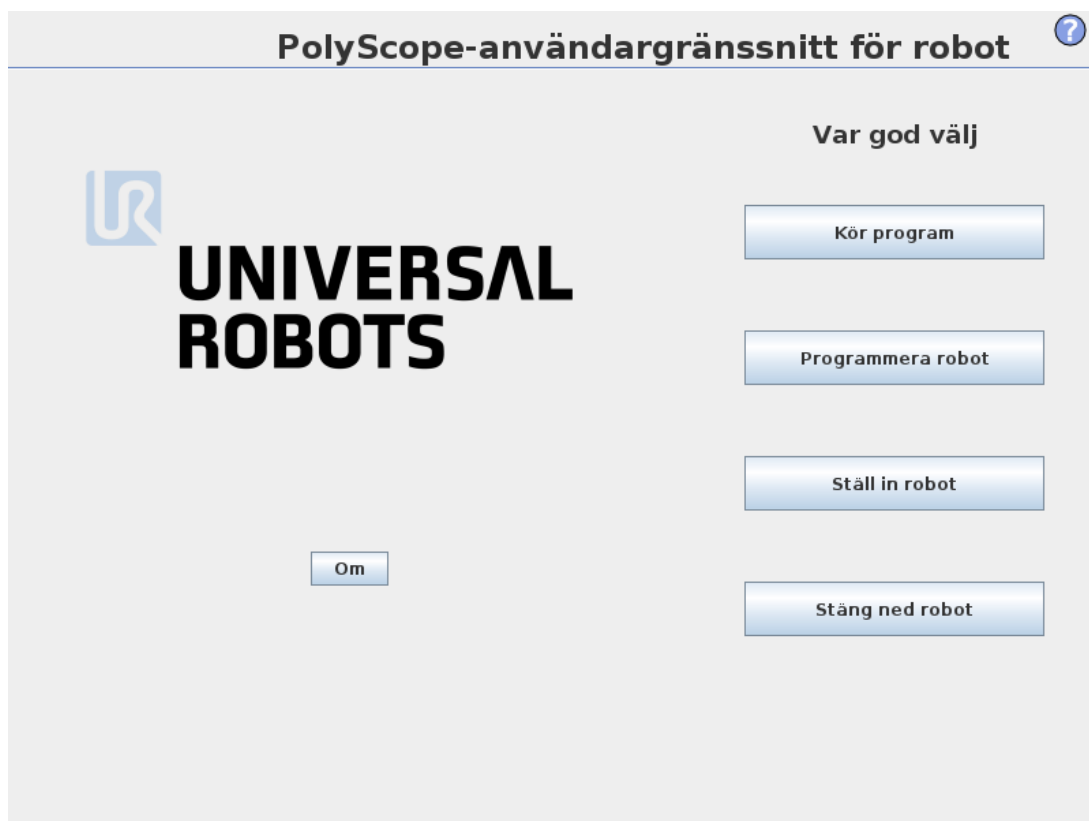 PolyScope-användargränssnitt för robot
?
Var god välj
UR
UNIVERSAL
ROBOTS
Kör program
Programmera robot
Ställ in robot
Om
Stäng ned robot